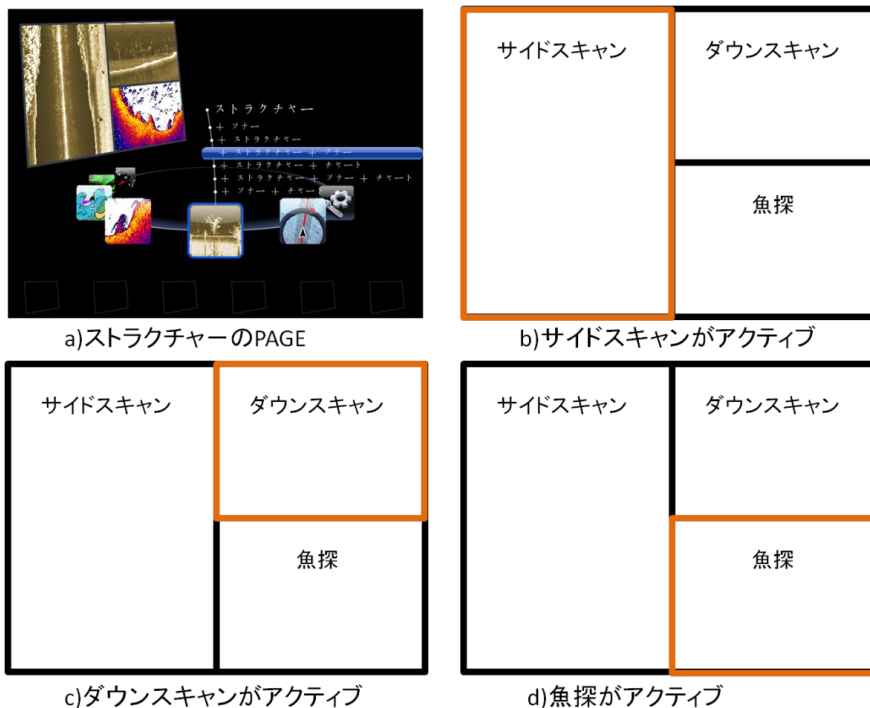 ストラクチャー
+ ソナー
+ ストラクチャー
+ ストラクチャー + ソナー
+ ストラクチャー + チャート
+ ストラクチャー + ソナー + チャート
+ ソナー + チャー
a)ストラクチャーのPAGE
サイドスキャン
ダウンスキャン
魚探
b)サイドスキャンがアクティブ
サイドスキャン
ダウンスキャン
魚探
c)ダウンスキャンがアクティブ
サイドスキャン
ダウンスキャン
魚探
d)魚探がアクティブ